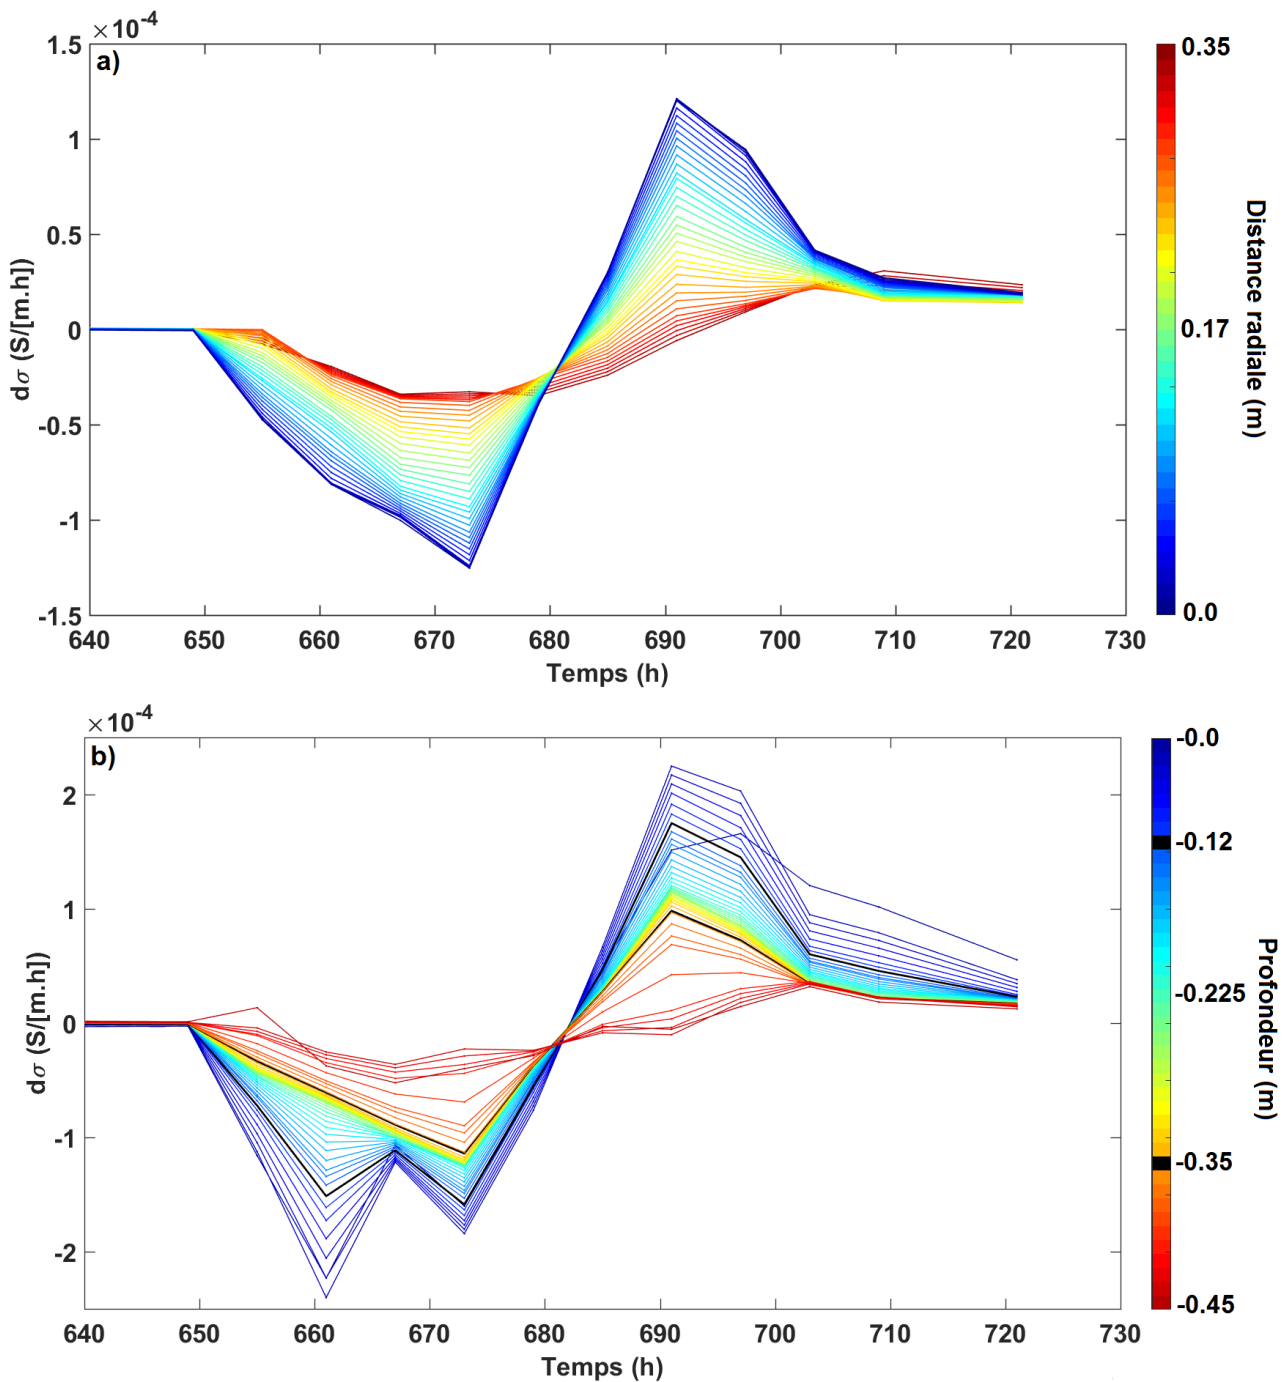 ×10⁻⁴
a)
1.5
1
0.5
0
-0.5
-1
-1.5
dσ (S/[m.h])
640 650 660 670 680 690 700 710 720 730
Temps (h)
0.35
0.17
0.0
Distance radiale (m)
×10⁻⁴
b)
2
1
0
-1
-2
dσ (S/[m.h])
640 650 660 670 680 690 700 710 720 730
Temps (h)
-0.0
-0.12
-0.225
-0.35
-0.45
Profondeur (m)